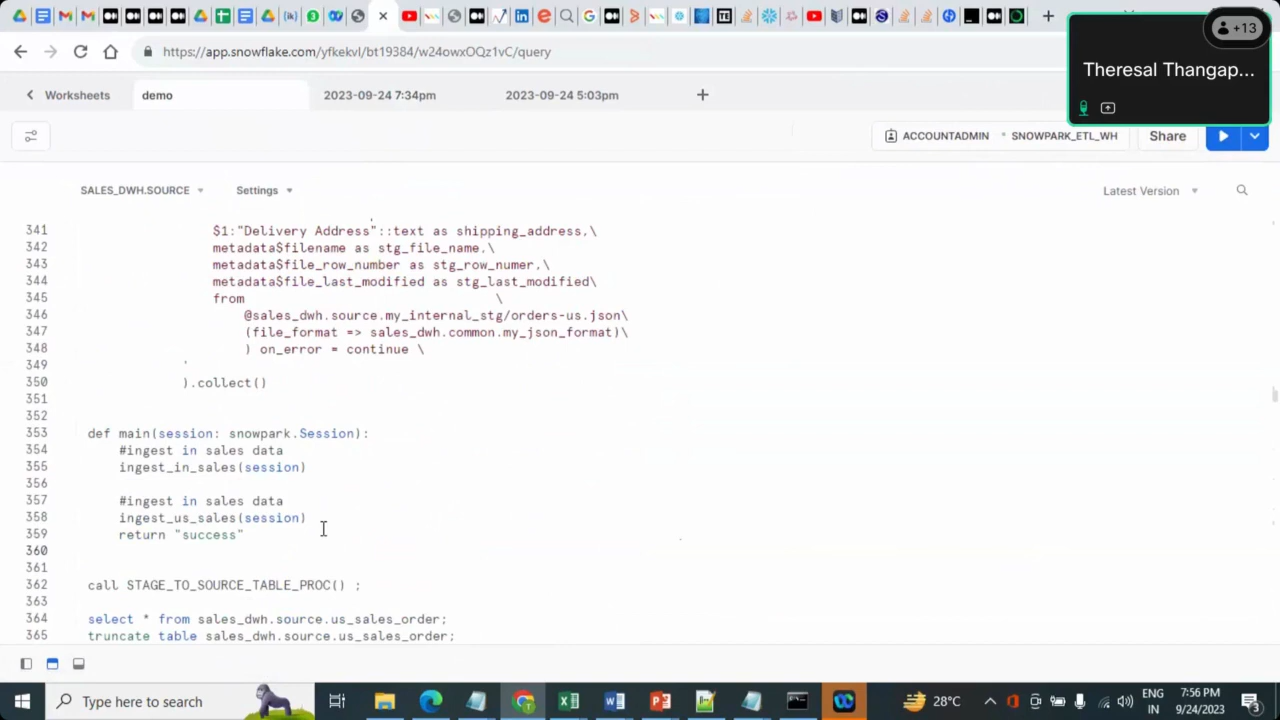 +13
Theresal Thangap...
https://app.snowflake.com/yfkekvl/bt19384/w24owxOQz1vC/query
Worksheets
demo
2023-09-24 7:34pm
2023-09-24 5:03pm
ACCOUNTADMIN
SNOWPARK_ETL_WH
Share
SALES_DWH.SOURCE
Settings
Latest Version
341 $1:"Delivery Address"::text as shipping_address,\
342 metadata$filename as stg_file_name,\
343 metadata$file_row_number as stg_row_numer,\
344 metadata$file_last_modified as stg_last_modified\
345 from \
346 @sales_dwh.source.my_internal_stg/orders-us.json\
347 (file_format => sales_dwh.common.my_json_format)\
348 ) on_error = continue \
349 '
350 ).collect()
351
352
353 def main(session: snowpark.Session):
354 #ingest in sales data
355 ingest_in_sales(session)
356
357 #ingest in sales data
358 ingest_us_sales(session)
359 return "success"
360
361
362 call STAGE_TO_SOURCE_TABLE_PROC() ;
363
364 select * from sales_dwh.source.us_sales_order;
365 truncate table sales_dwh.source.us_sales_order;
Type here to search
28°C
ENG
IN
7:56 PM
9/24/2023
3